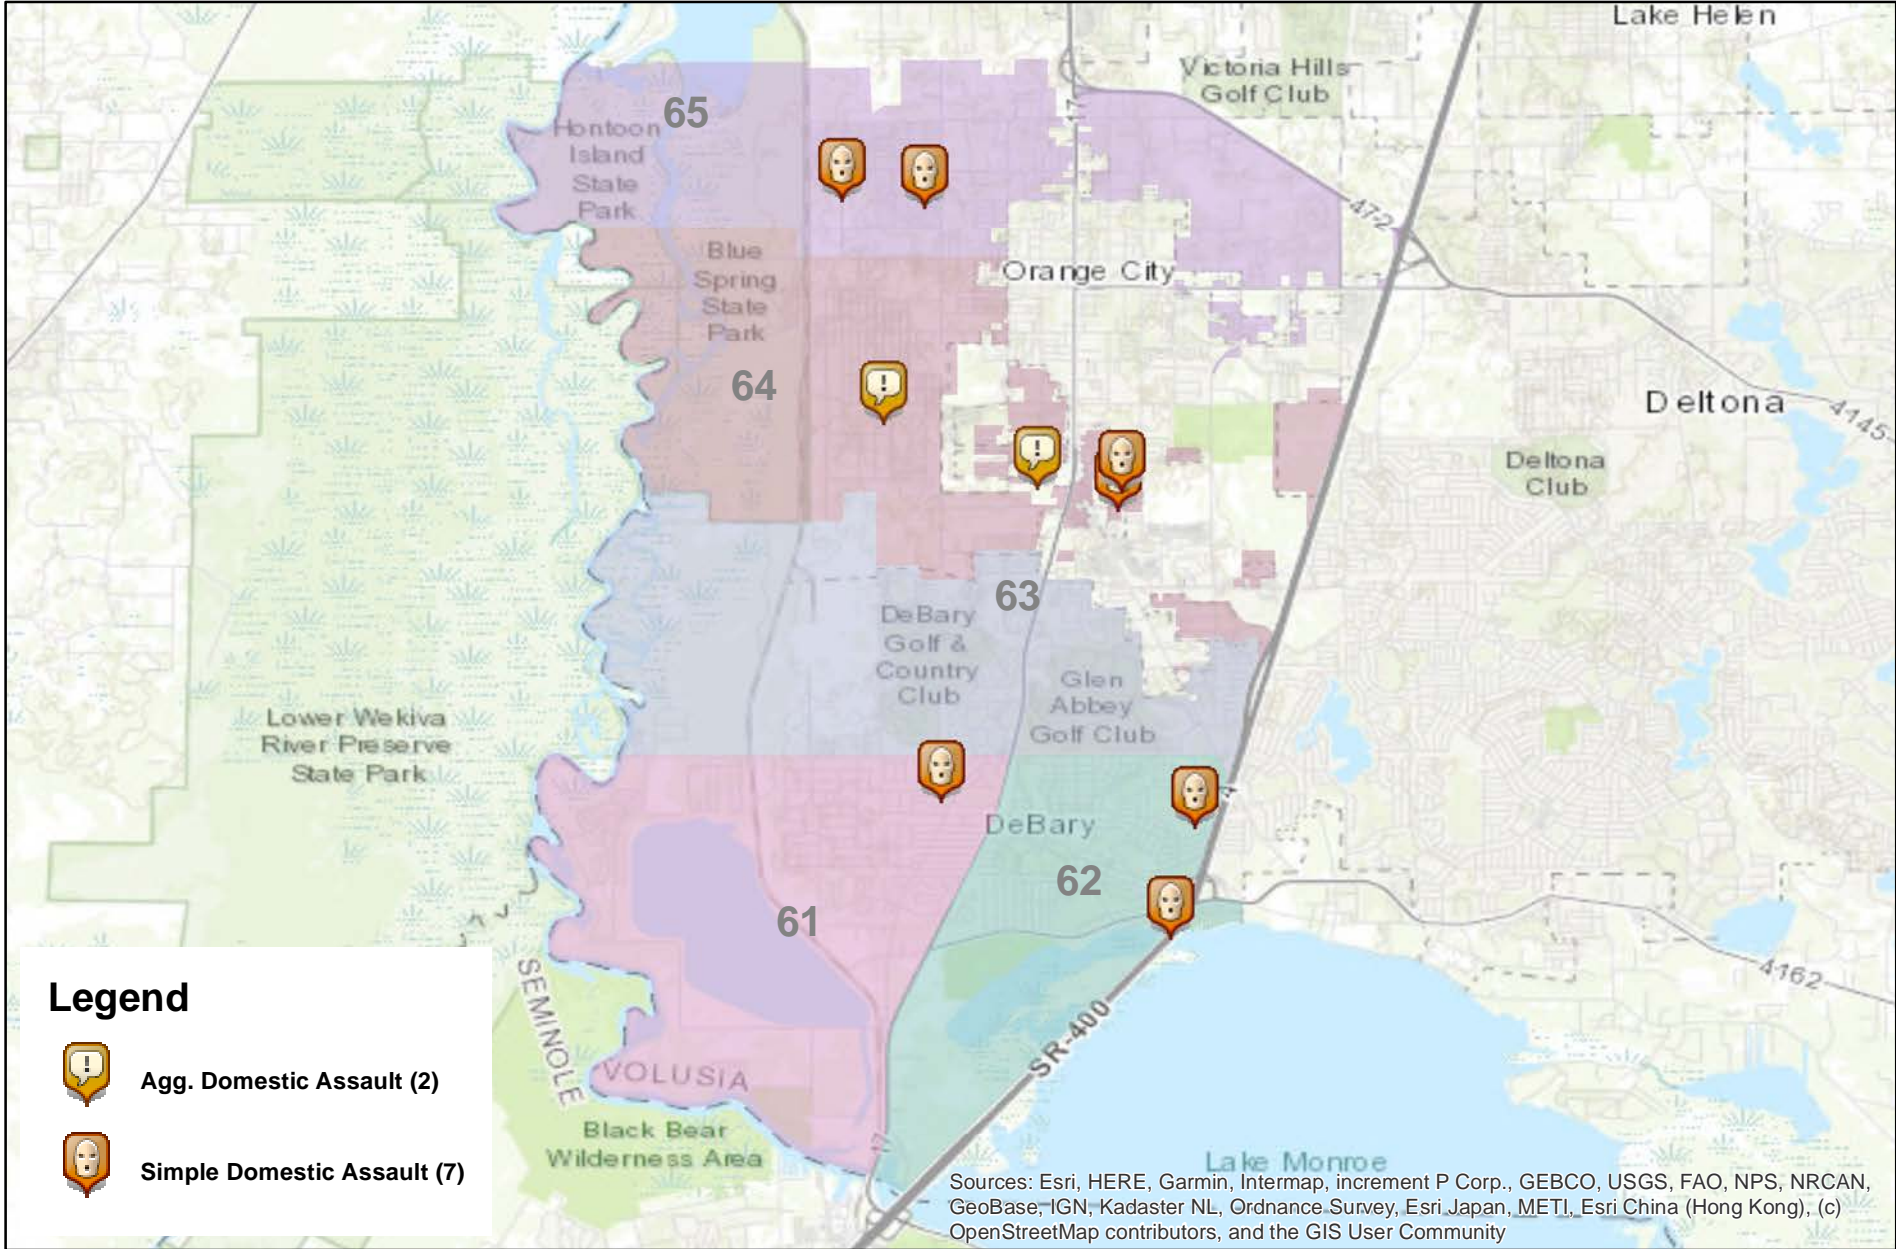 Lake Helen
Victoria Hills
Golf Club
65
Hontoon
Island
State
Park
17
472
Blue
Spring
State
Park
Orange City
64
Deltona
4145
Deltona
Club
63
DeBary
Golf &
Country
Club
Glen
Abbey
Golf Club
Lower Wekiva
River Preserve
State Park
4
DeBary
62
61
4162
SEMINOLE
VOLUSIA
SR-400
Black Bear
Wilderness Area
17
Lake Monroe
Legend
Agg. Domestic Assault (2)
Simple Domestic Assault (7)
Sources: Esri, HERE, Garmin, Intermap, increment P Corp., GEBCO, USGS, FAO, NPS, NRCAN,
GeoBase, IGN, Kadaster NL, Ordnance Survey, Esri Japan, METI, Esri China (Hong Kong), (c)
OpenStreetMap contributors, and the GIS User Community